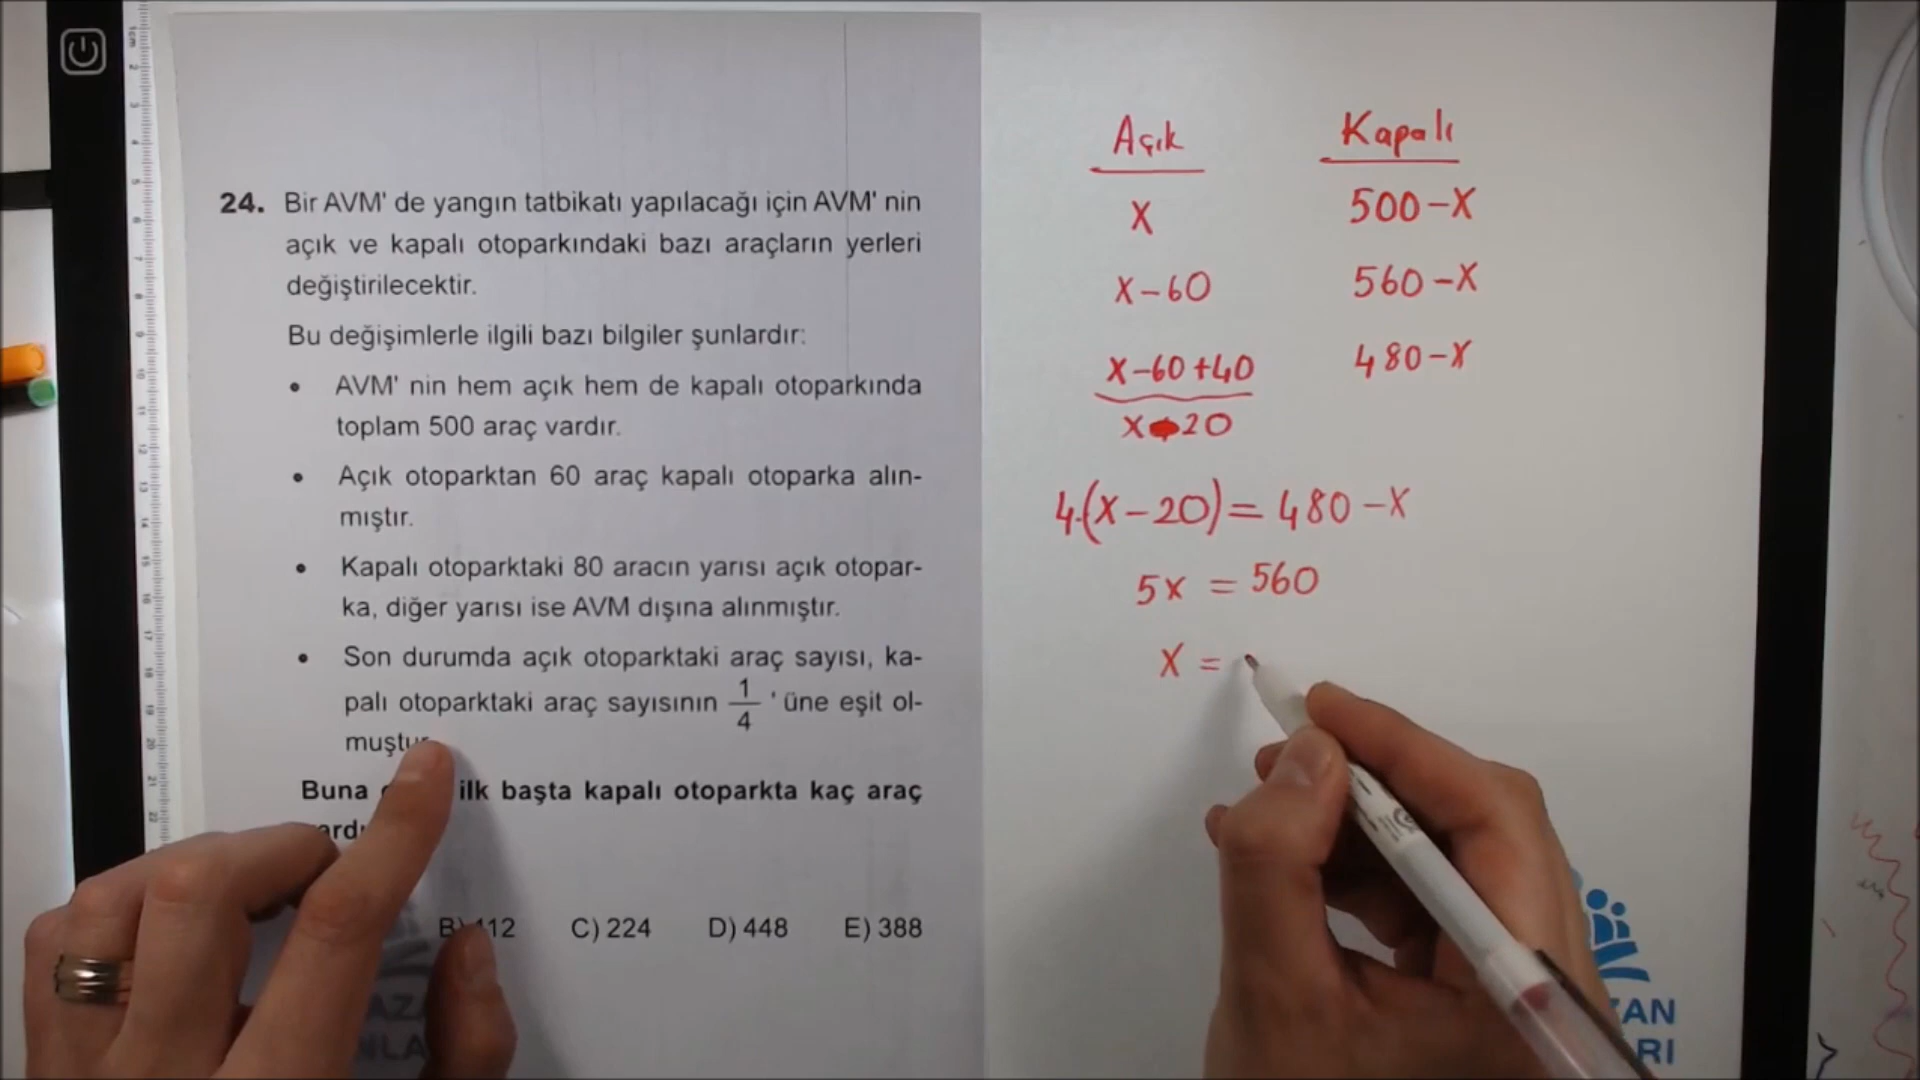 24. Bir AVM' de yangın tatbikatı yapılacağı için AVM' nin
açık ve kapalı otoparkındaki bazı araçların yerleri
değiştirilecektir.
Bu değişimlerle ilgili bazı bilgiler şunlardır:
• AVM' nin hem açık hem de kapalı otoparkında
toplam 500 araç vardır.
• Açık otoparktan 60 araç kapalı otoparka alın-
mıştır.
• Kapalı otoparktaki 80 aracın yarısı açık otopar-
ka, diğer yarısı ise AVM dışına alınmıştır.
• Son durumda açık otoparktaki araç sayısı, ka-
palı otoparktaki araç sayısının 1/4 ' üne eşit ol-
muştur
Buna ilk başta kapalı otoparkta kaç araç
B) 112 C) 224 D) 448 E) 388
Açık Kapalı
X 500-X
X-60 560-X
X-60+40 480-X
X-20
4.(X-20)=480-X
5x = 560
X =